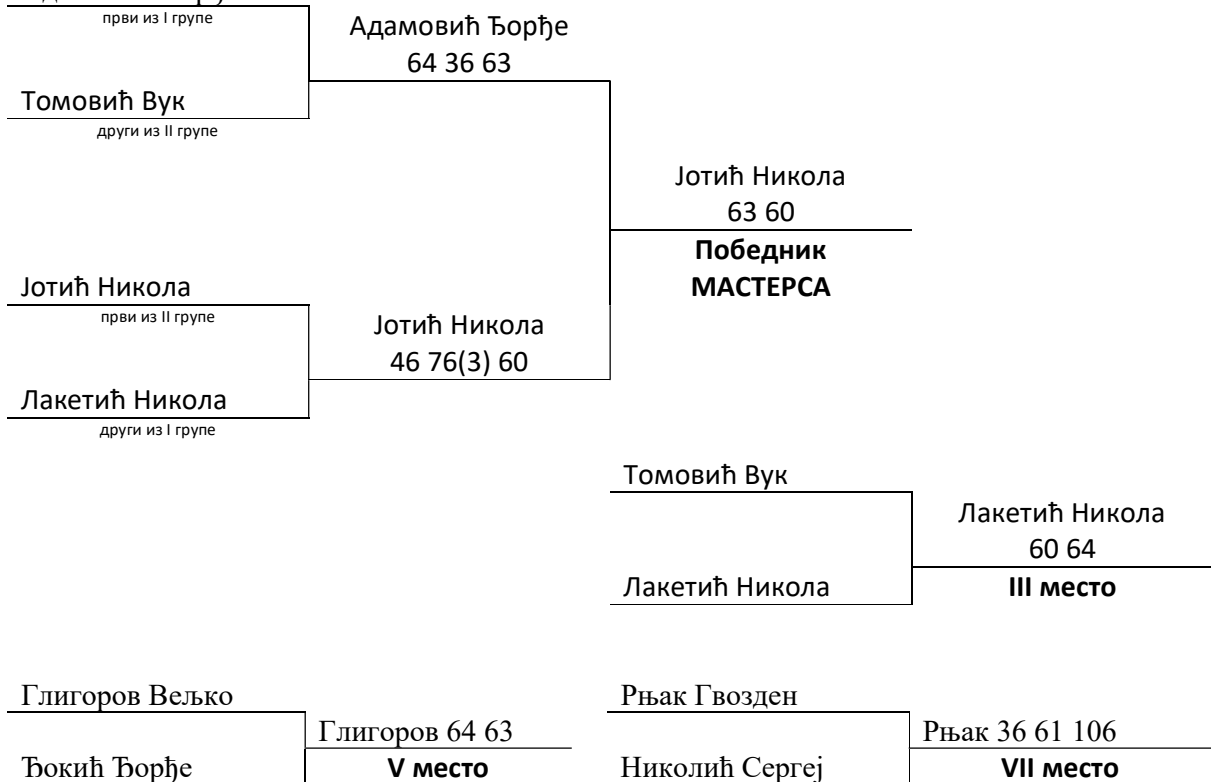 први из I групе
Адамовић Ђорђе
64 36 63
Томовић Вук
други из II групе
Јотић Никола
63 60
Победник
МАСТЕРСА
Јотић Никола
први из II групе
Јотић Никола
46 76(3) 60
Лакетић Никола
други из I групе
Томовић Вук
Лакетић Никола
60 64
Лакетић Никола
III место
Глигоров Вељко
Глигоров 64 63
Ђокић Ђорђе
V место
Рњак Гвозден
Рњак 36 61 106
Николић Сергеј
VII место